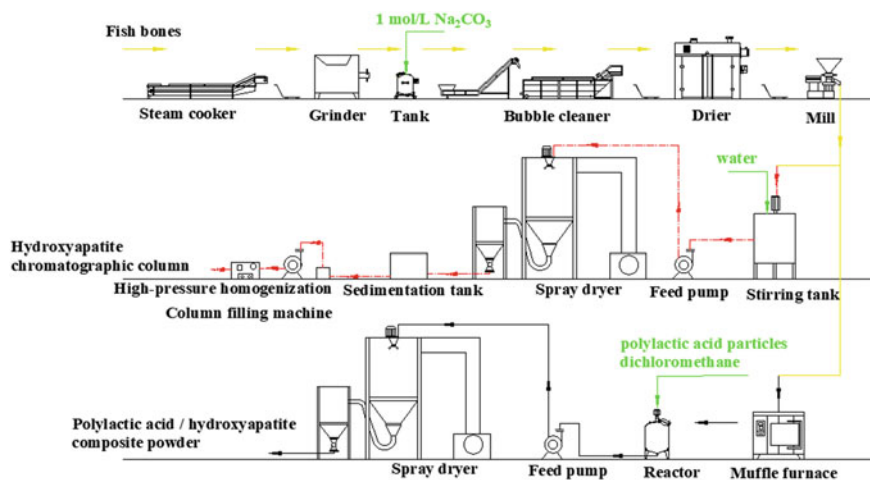 1 mol/L Na₂CO₃
Fish bones
Steam cooker
Grinder
Tank
Bubble cleaner
Drier
Mill
water
Hydroxyapatite
chromatographic column
High-pressure homogenization
Column filling machine
Sedimentation tank
Spray dryer
Feed pump
Stirring tank
polylactic acid particles
dichloromethane
Polylactic acid / hydroxyapatite
composite powder
Spray dryer
Feed pump
Reactor
Muffle furnace